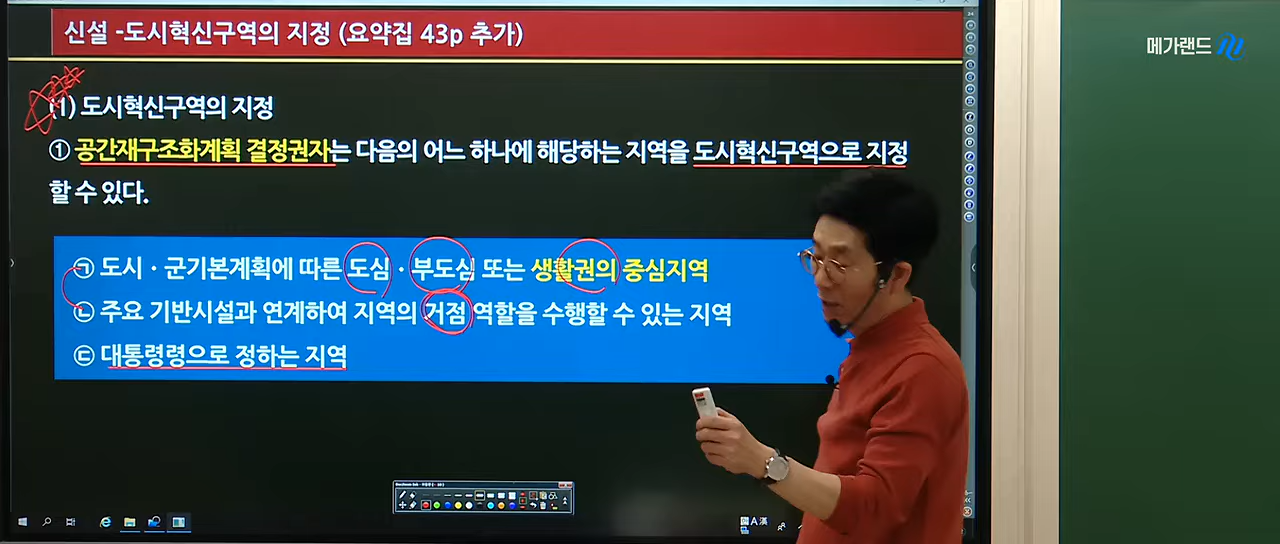 신설 -도시혁신구역의 지정 (요약집 43p 추가)
메가랜드
(1) 도시혁신구역의 지정
① 공간재구조화계획 결정권자는 다음의 어느 하나에 해당하는 지역을 도시혁신구역으로 지정
할 수 있다.
㉠ 도시 · 군기본계획에 따른 도심 · 부도심 또는 생활권의 중심지역
㉡ 주요 기반시설과 연계하여 지역의 거점 역할을 수행할 수 있는 지역
㉢ 대통령령으로 정하는 지역
A 漢